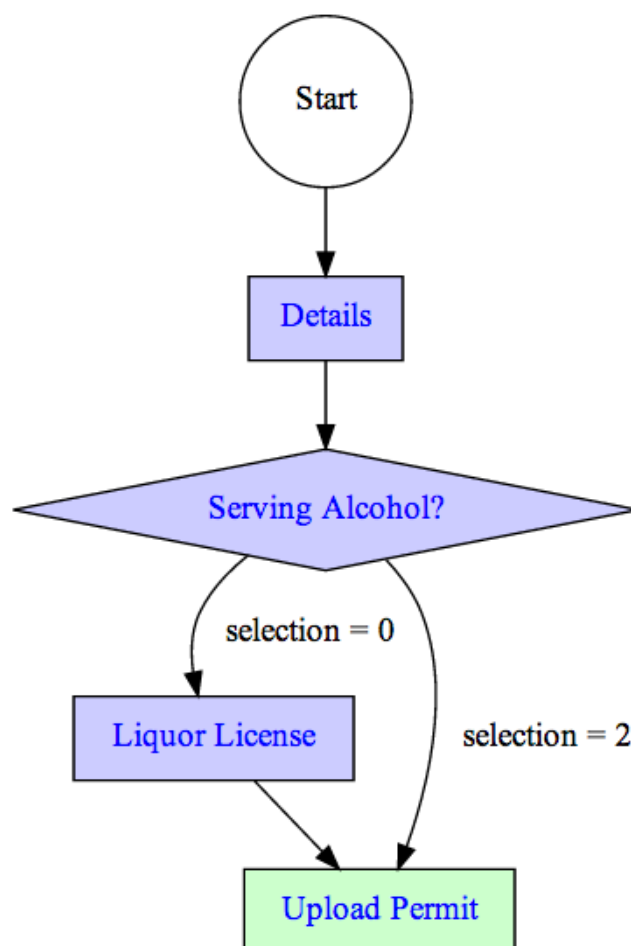 Start
Details
Serving Alcohol?
selection = 0
Liquor License
selection = 2
Upload Permit